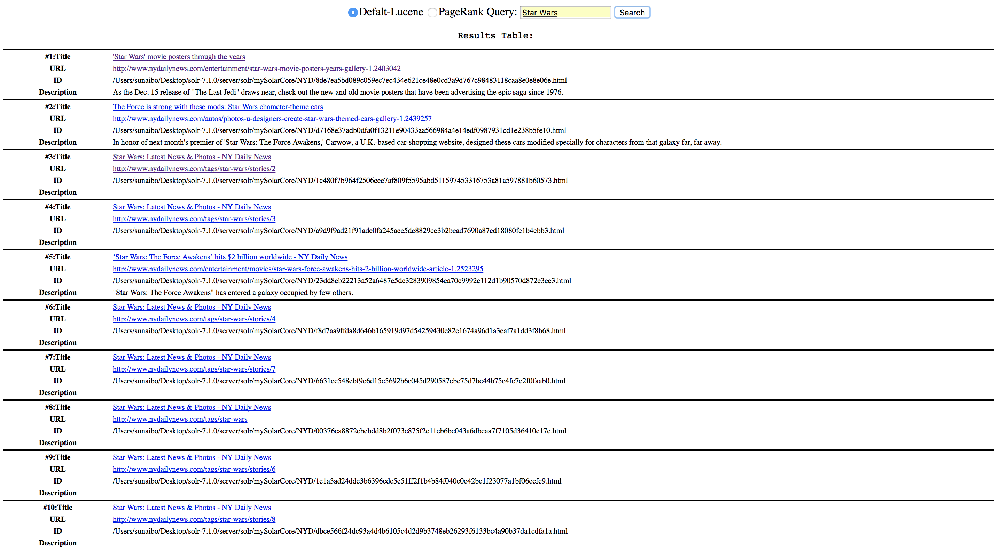 Defalt-Lucene PageRank Query: Star Wars Search
Results Table:
#1:Title 'Star Wars' movie posters through the years
URL http://www.nydailynews.com/entertainment/star-wars-movie-posters-years-gallery-1.2403042
ID /Users/sunaibo/Desktop/solr-7.1.0/server/solr/mySolarCore/NYD/8de7ea5bd089c059ec7ec434e621ce48e0cd3a9d767c98483118caa8e0e8e06e.html
Description As the Dec. 15 release of "The Last Jedi" draws near, check out the new and old movie posters that have been advertising the epic saga since 1976.
#2:Title The Force is strong with these mods: Star Wars character-theme cars
URL http://www.nydailynews.com/autos/photos-u-designers-create-star-wars-themed-cars-gallery-1.2439257
ID /Users/sunaibo/Desktop/solr-7.1.0/server/solr/mySolarCore/NYD/d7168e37adb0dfa0f13211e90433aa566984a4e14edf0987931cd1e238b5fe10.html
Description In honor of next month's premier of 'Star Wars: The Force Awakens,' Carwow, a U.K.-based car-shopping website, designed these cars modified specially for characters from that galaxy far, far away.
#3:Title Star Wars: Latest News & Photos - NY Daily News
URL http://www.nydailynews.com/tags/star-wars/stories/2
ID /Users/sunaibo/Desktop/solr-7.1.0/server/solr/mySolarCore/NYD/1c480f7b964f2506cee7af809f5595abd511597453316753a81a597881b60573.html
Description
#4:Title Star Wars: Latest News & Photos - NY Daily News
URL http://www.nydailynews.com/tags/star-wars/stories/3
ID /Users/sunaibo/Desktop/solr-7.1.0/server/solr/mySolarCore/NYD/a9d9f9ad21f91ade0fa245aee5de8829ce3b2bead7690a87cd18080fc1b4cbb3.html
Description
#5:Title ‘Star Wars: The Force Awakens’ hits $2 billion worldwide - NY Daily News
URL http://www.nydailynews.com/entertainment/movies/star-wars-force-awakens-hits-2-billion-worldwide-article-1.2523295
ID /Users/sunaibo/Desktop/solr-7.1.0/server/solr/mySolarCore/NYD/23dd8eb22213a52a6487e5dc3283909854ea70c9992c112d1b90570d872e3ee3.html
Description "Star Wars: The Force Awakens" has entered a galaxy occupied by few others.
#6:Title Star Wars: Latest News & Photos - NY Daily News
URL http://www.nydailynews.com/tags/star-wars/stories/4
ID /Users/sunaibo/Desktop/solr-7.1.0/server/solr/mySolarCore/NYD/f8d7aa9ffda8d646b165919d97d54259430e82e1674a96d1a3eaf7a1dd3f8b68.html
Description
#7:Title Star Wars: Latest News & Photos - NY Daily News
URL http://www.nydailynews.com/tags/star-wars/stories/7
ID /Users/sunaibo/Desktop/solr-7.1.0/server/solr/mySolarCore/NYD/6631ec548ebf9e6d15c5692b6e045d290587ebc75d7be44b75e4fe7e2f0faab0.html
Description
#8:Title Star Wars: Latest News & Photos - NY Daily News
URL http://www.nydailynews.com/tags/star-wars
ID /Users/sunaibo/Desktop/solr-7.1.0/server/solr/mySolarCore/NYD/00376ea8872ebebdd8b2f073c875f2c11eb6bc043a6dbcaa7f7105d36410c17e.html
Description
#9:Title Star Wars: Latest News & Photos - NY Daily News
URL http://www.nydailynews.com/tags/star-wars/stories/6
ID /Users/sunaibo/Desktop/solr-7.1.0/server/solr/mySolarCore/NYD/1e1a3ad24dde3b6396cde5e51ff2f1b4b84f040e0e42bc1f23077a1bf06ecfc9.html
Description
#10:Title Star Wars: Latest News & Photos - NY Daily News
URL http://www.nydailynews.com/tags/star-wars/stories/8
ID /Users/sunaibo/Desktop/solr-7.1.0/server/solr/mySolarCore/NYD/dbce566f24dc93a4d4b6105c4d2d9b3748eb26293f6133bc4a90b37da1cdfa1a.html
Description